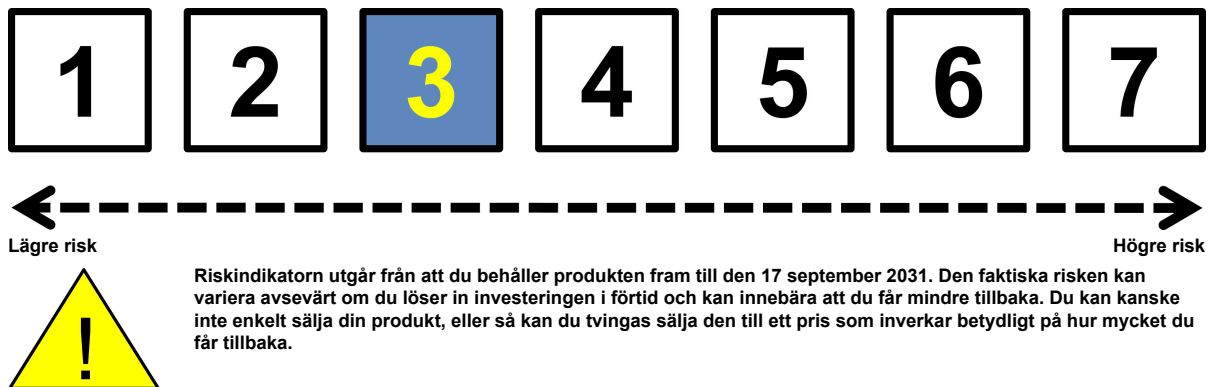 1 2 3 4 5 6 7
Lägre risk Högre risk
!
Riskindikatorn utgår från att du behåller produkten fram till den 17 september 2031. Den faktiska risken kan
variera avsevärt om du löser in investeringen i förtid och kan innebära att du får mindre tillbaka. Du kan kanske
inte enkelt sälja din produkt, eller så kan du tvingas sälja den till ett pris som inverkar betydligt på hur mycket du
får tillbaka.